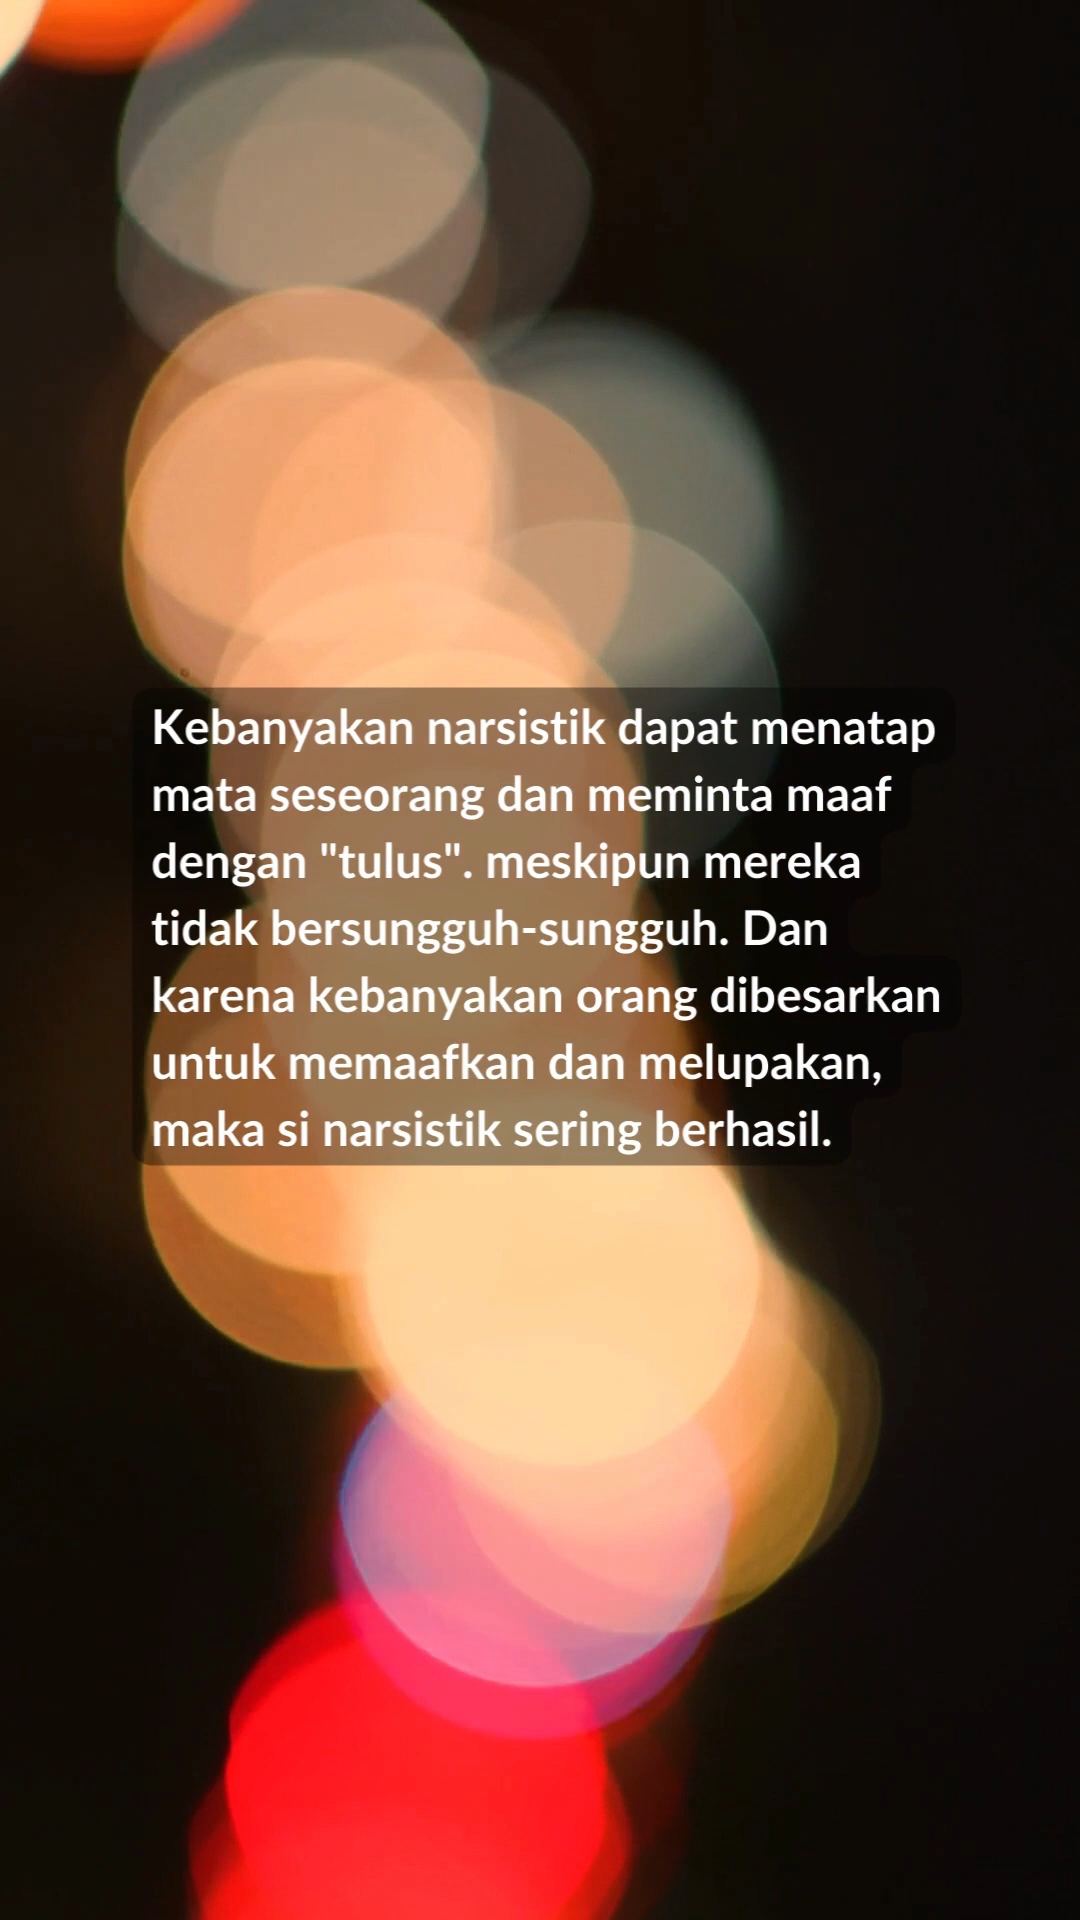 Kebanyakan narsistik dapat menatap
mata seseorang dan meminta maaf
dengan "tulus". meskipun mereka
tidak bersungguh-sungguh. Dan
karena kebanyakan orang dibesarkan
untuk memaafkan dan melupakan,
maka si narsistik sering berhasil.